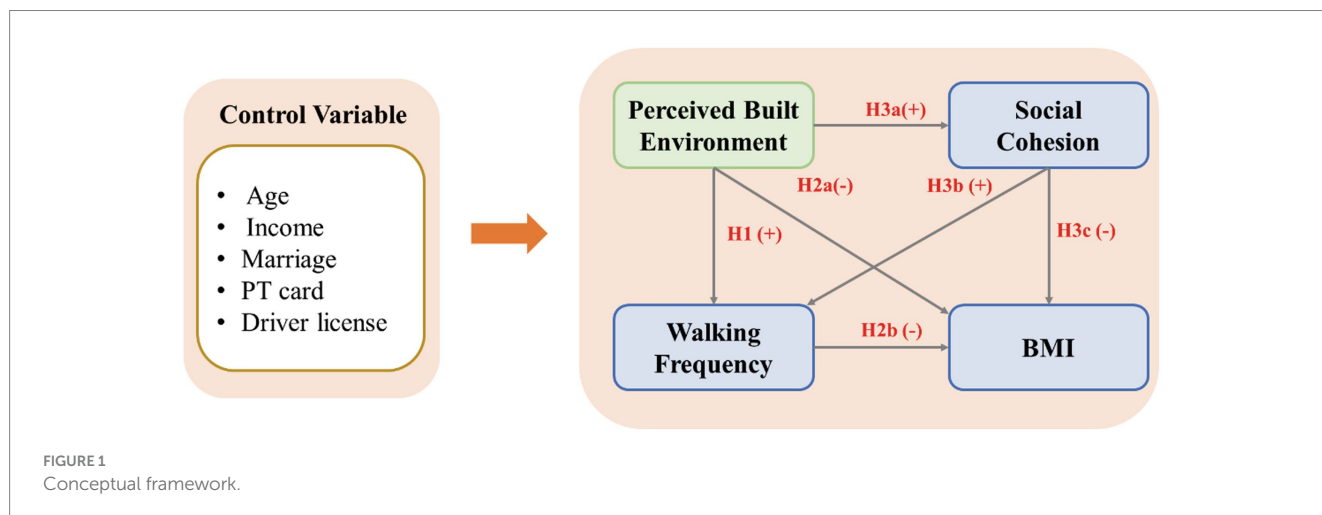 Control Variable
• Age
• Income
• Marriage
• PT card
• Driver license
Perceived Built
Environment
H3a(+)
Social
Cohesion
H2a(-)
H3b (+)
H1 (+)
H3c (-)
Walking
Frequency
H2b (-)
BMI
FIGURE 1
Conceptual framework.